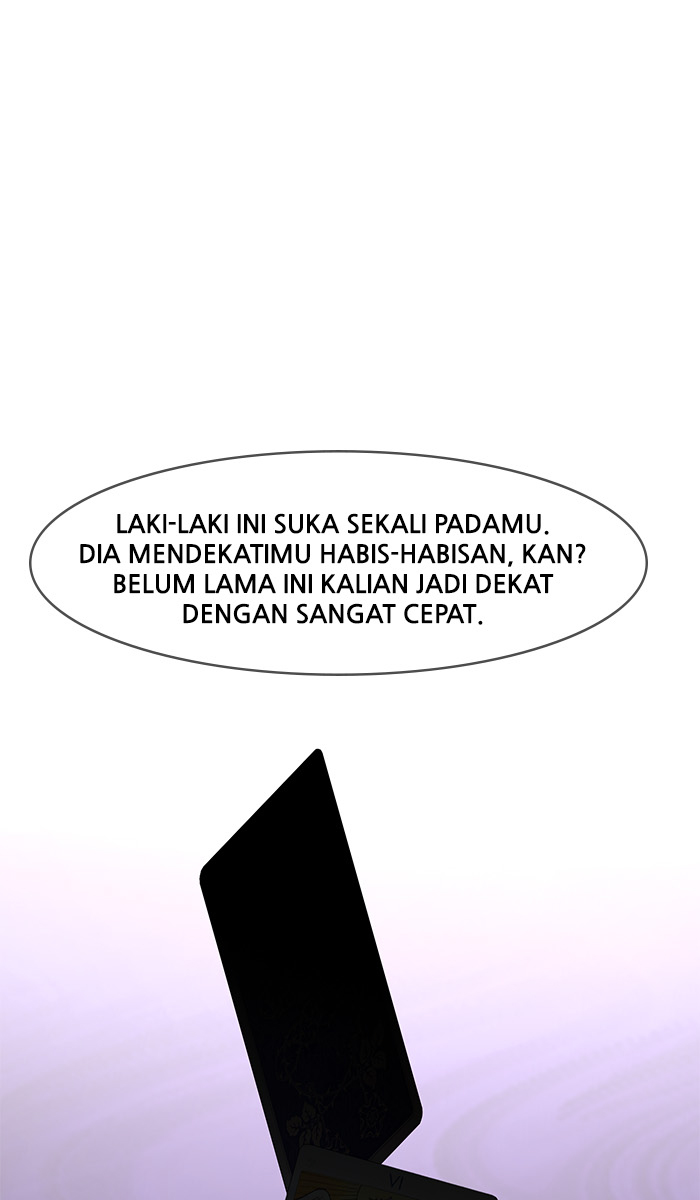 LAKI-LAKI INI SUKA SEKALI PADAMU.
DIA MENDEKATIMU HABIS-HABISAN, KAN?
BELUM LAMA INI KALIAN JADI DEKAT
DENGAN SANGAT CEPAT.
VI